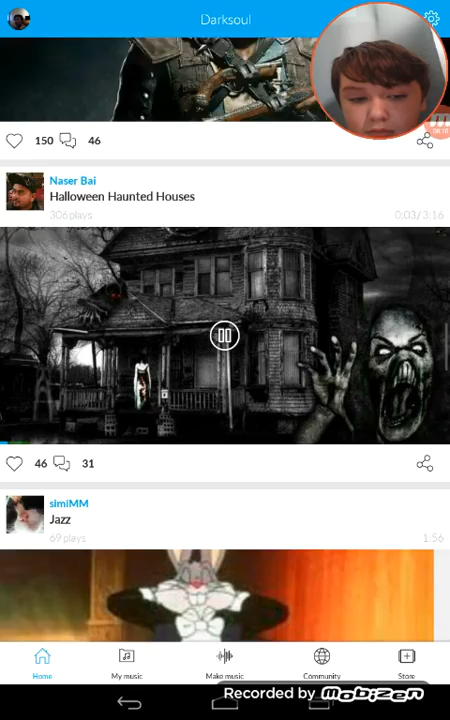 Darksoul
150
46
Naser Bai
Halloween Haunted Houses
306 plays
0:03/3:16
46
31
simiMM
Jazz
69 plays
1:56
Home
My music
Make music
Community
Store
Recorded by Mobizen